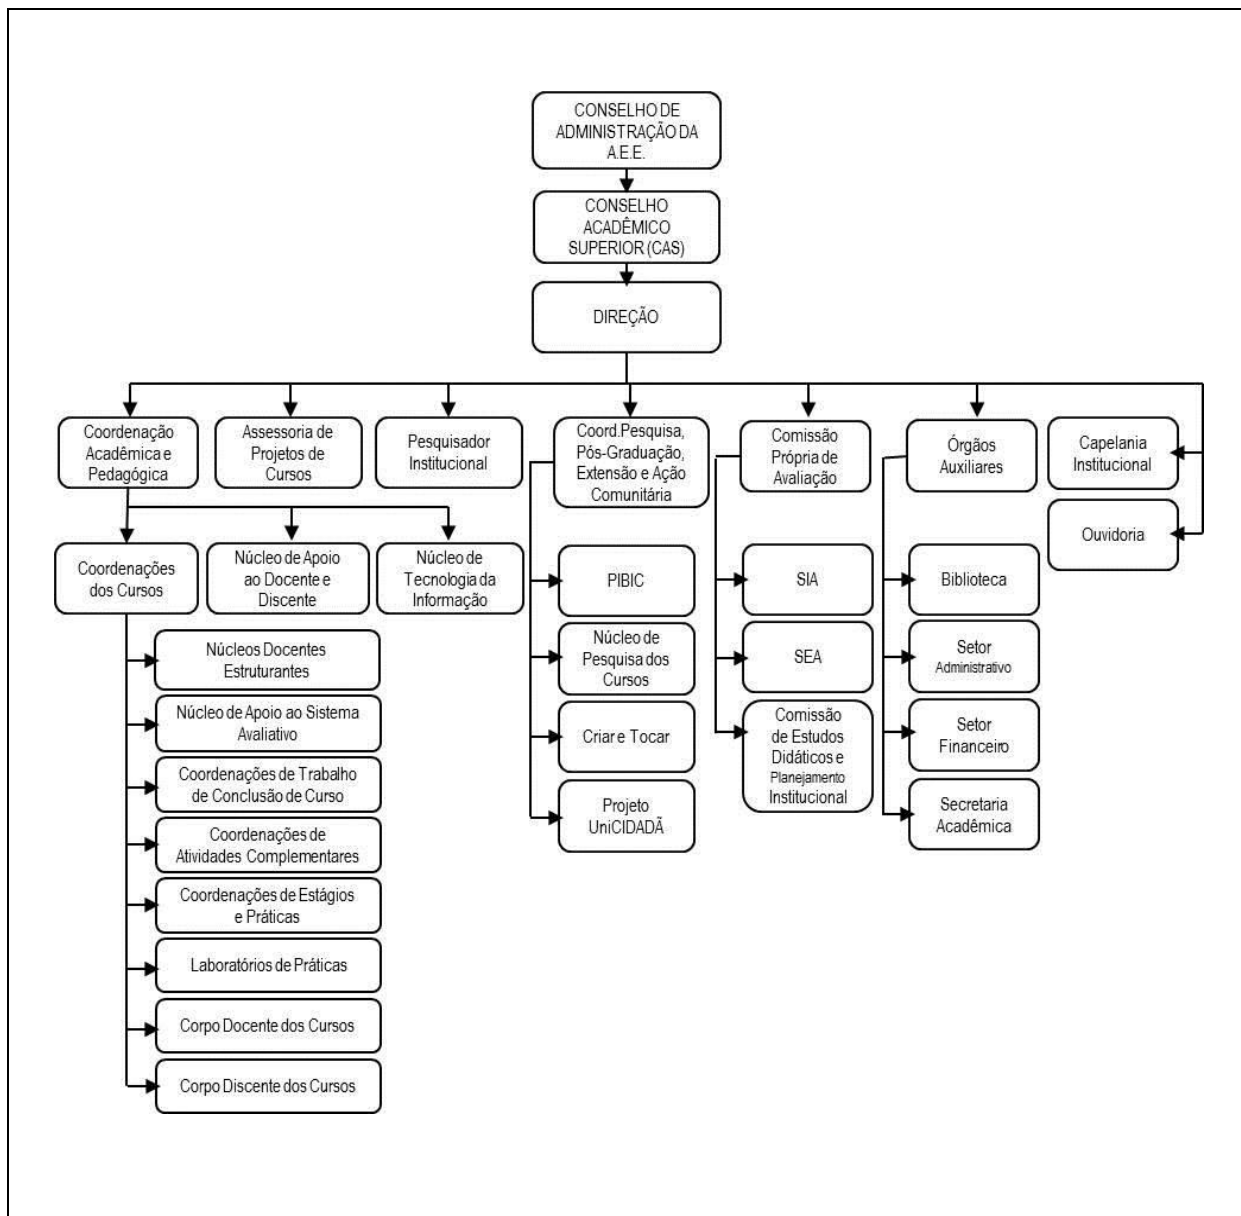 CONSELHO DE
ADMINISTRAÇÃO DA
A.E.E.
CONSELHO
ACADÊMICO
SUPERIOR (CAS)
DIREÇÃO
Coordenação
Acadêmica e
Pedagógica
Assessoria de
Projetos de
Cursos
Pesquisador
Institucional
Coord.Pesquisa,
Pós-Graduação,
Extensão e Ação
Comunitária
Comissão
Própria de
Avaliação
Órgãos
Auxiliares
Capelania
Institucional
Ouvidoria
Coordenações
dos Cursos
Núcleo de Apoio
ao Docente e
Discente
Núcleo de
Tecnologia da
Informação
Núcleos Docentes
Estruturantes
Núcleo de Apoio ao Sistema
Avaliativo
Coordenações de Trabalho
de Conclusão de Curso
Coordenações de
Atividades Complementares
Coordenações de Estágios
e Práticas
Laboratórios de Práticas
Corpo Docente dos Cursos
Corpo Discente dos Cursos
PIBIC
Núcleo de
Pesquisa dos
Cursos
Criar e Tocar
Projeto
UniCIDADÃ
SIA
SEA
Comissão
de Estudos
Didáticos e
Planejamento
Institucional
Biblioteca
Setor
Administrativo
Setor
Financeiro
Secretaria
Acadêmica